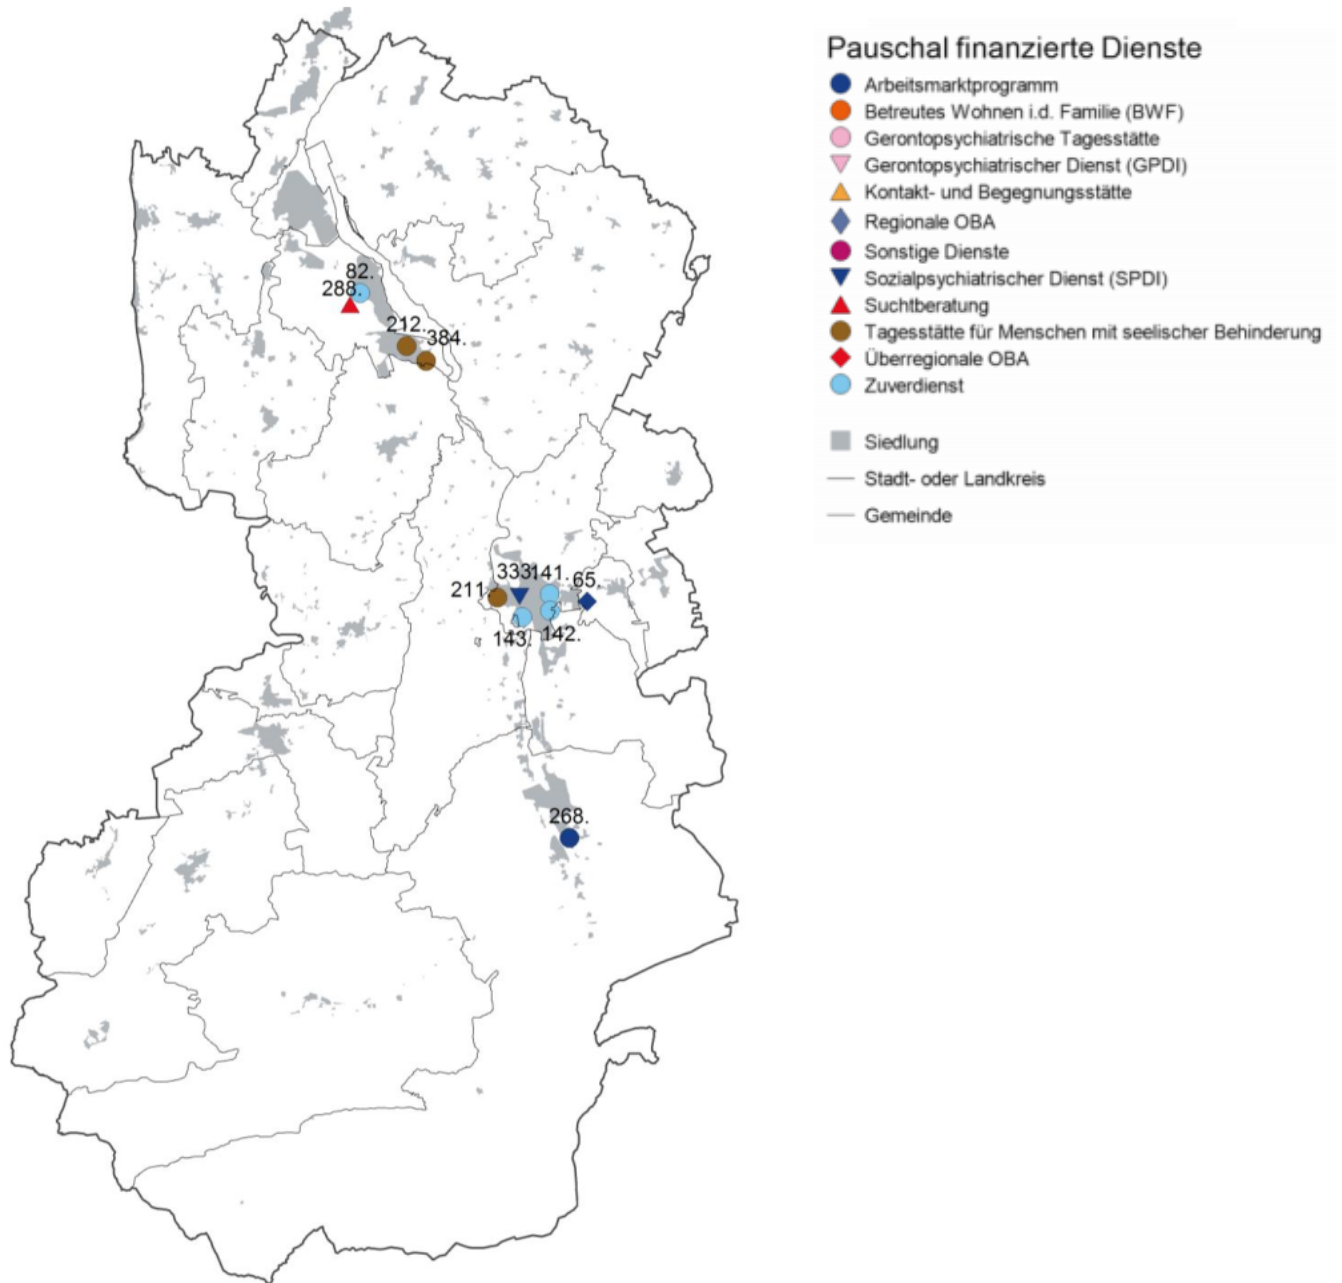 Pauschal finanzierte Dienste
Arbeitsmarktprogramm
Betreutes Wohnen i.d. Familie (BWF)
Gerontopsychiatrische Tagesstätte
Gerontopsychiatrischer Dienst (GPDI)
Kontakt- und Begegnungsstätte
Regionale OBA
Sonstige Dienste
Sozialpsychiatrischer Dienst (SPDI)
Suchtberatung
Tagesstätte für Menschen mit seelischer Behinderung
Überregionale OBA
Zuverdienst
Siedlung
Stadt- oder Landkreis
Gemeinde
82.
288.
212.
384.
333.
141.
65.
211.
143.
142.
268.